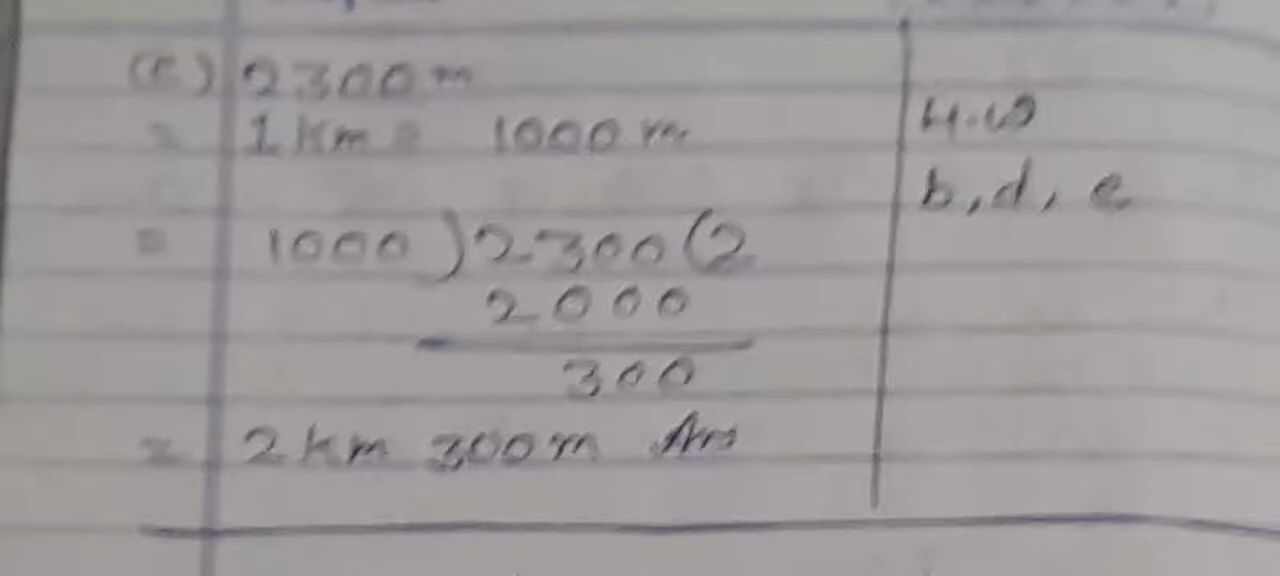 (c) 2300 m
= 1 km = 1000 m
= 1000 ) 2300 ( 2
2000
300
= 2 km 300 m Ans
H.W
b, d, e